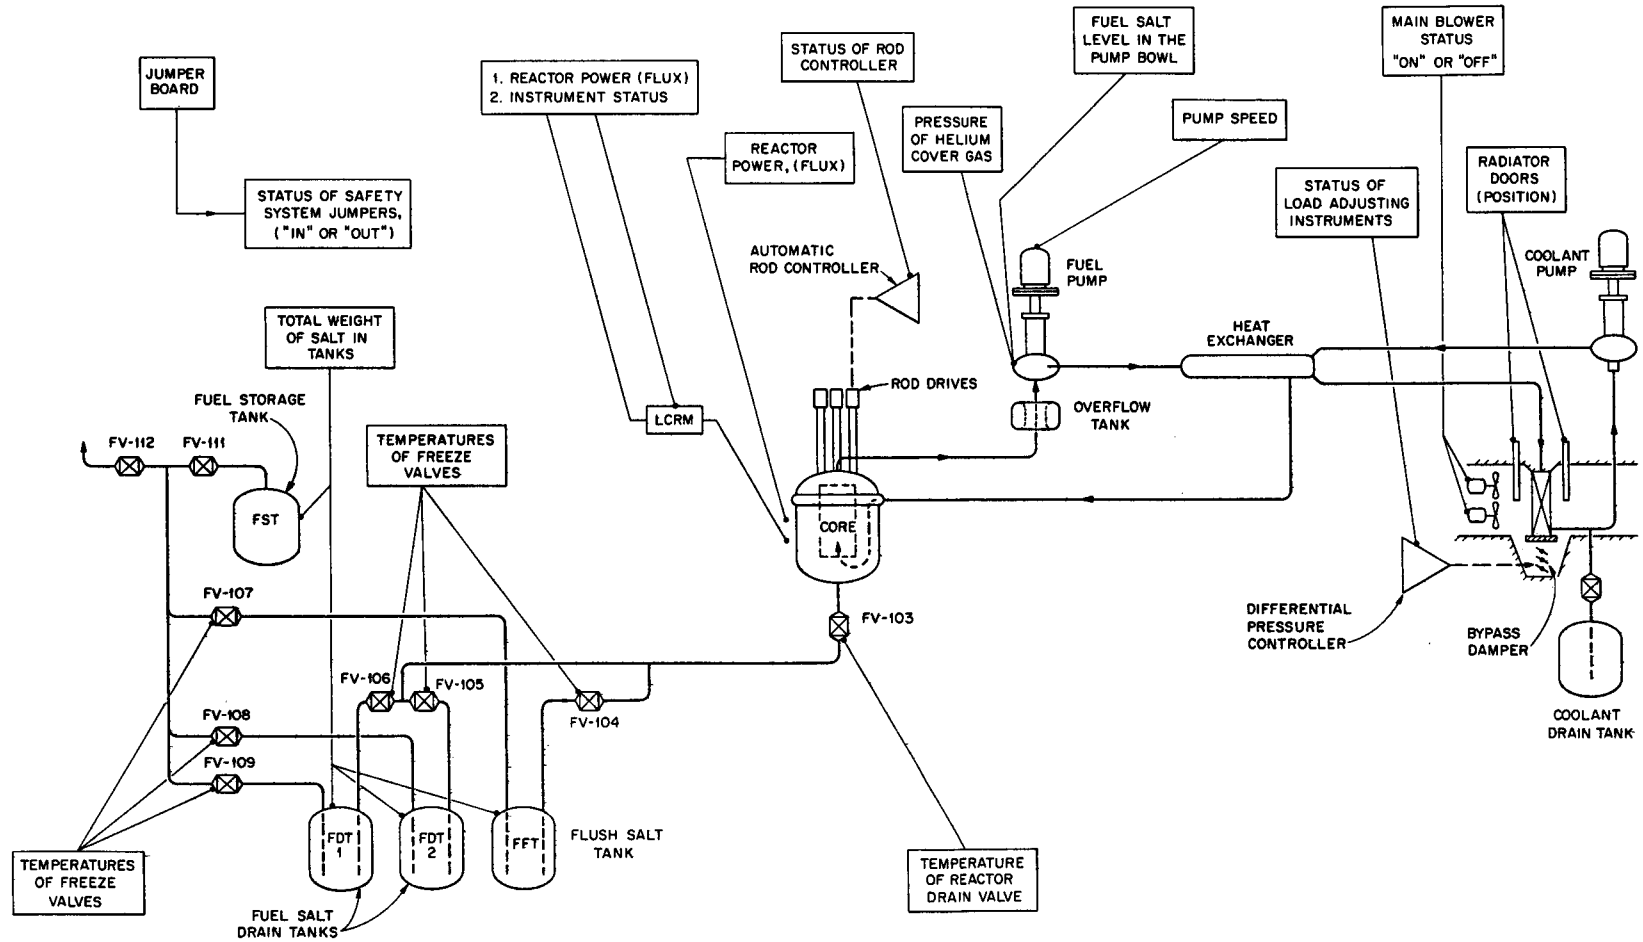 JUMPER
BOARD
STATUS OF SAFETY
SYSTEM JUMPERS,
("IN" OR "OUT")
1. REACTOR POWER (FLUX)
2. INSTRUMENT STATUS
REACTOR
POWER, (FLUX)
STATUS OF ROD
CONTROLLER
FUEL SALT
LEVEL IN THE
PUMP BOWL
PRESSURE
OF HELIUM
COVER GAS
PUMP SPEED
MAIN BLOWER
STATUS
"ON" OR "OFF"
STATUS OF
LOAD ADJUSTING
INSTRUMENTS
RADIATOR
DOORS
(POSITION)
AUTOMATIC
ROD CONTROLLER
FUEL
PUMP
COOLANT
PUMP
HEAT
EXCHANGER
TOTAL WEIGHT
OF SALT IN
TANKS
ROD DRIVES
OVERFLOW
TANK
LCRM
FUEL STORAGE
TANK
FV-112
FV-111
FST
TEMPERATURES
OF FREEZE
VALVES
CORE
FV-107
FV-103
FV-106
FV-105
FV-104
FV-108
FV-109
DIFFERENTIAL
PRESSURE
CONTROLLER
BYPASS
DAMPER
COOLANT
DRAIN TANK
FDT
1
FDT
2
FFT
FLUSH SALT
TANK
TEMPERATURES
OF FREEZE
VALVES
FUEL SALT
DRAIN TANKS
TEMPERATURE
OF REACTOR
DRAIN VALVE